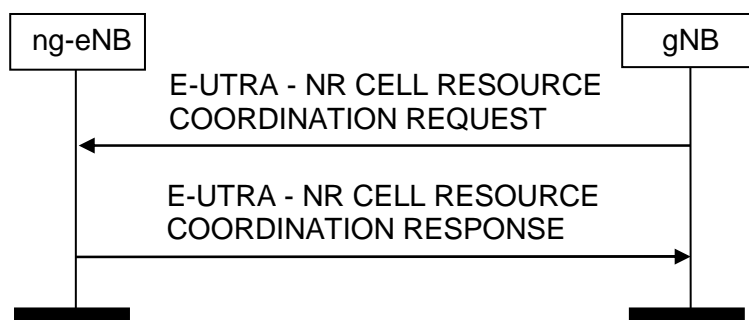 ng-eNB
gNB
E-UTRA - NR CELL RESOURCE
COORDINATION REQUEST
E-UTRA - NR CELL RESOURCE
COORDINATION RESPONSE